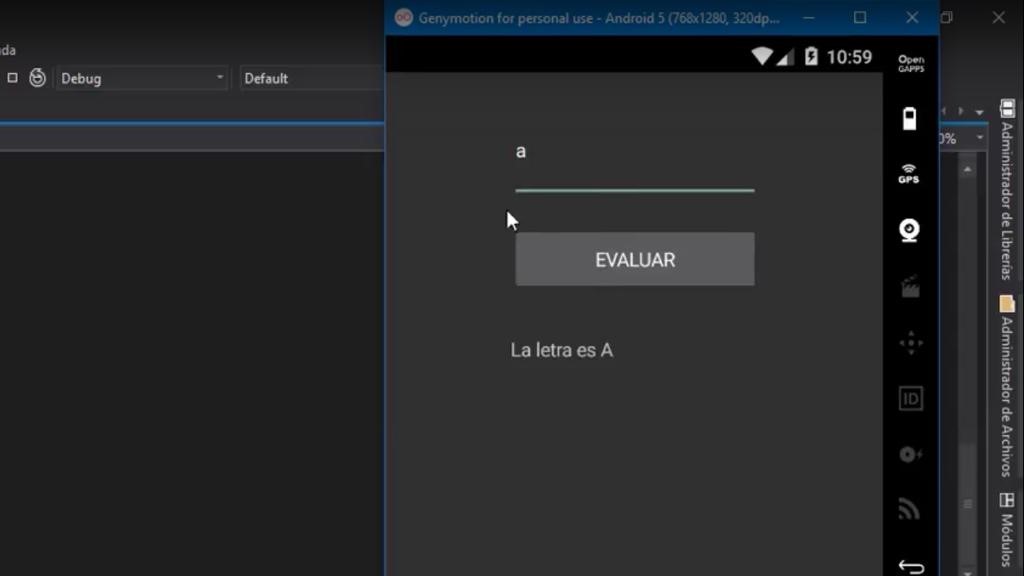 Genymotion for personal use - Android 5 (768x1280, 320dp...
da
Debug
Default
10:59
Open
GAPPS
0%
a
GPS
EVALUAR
La letra es A
ID
Administrador de Librerías
Administrador de Archivos
Módulos